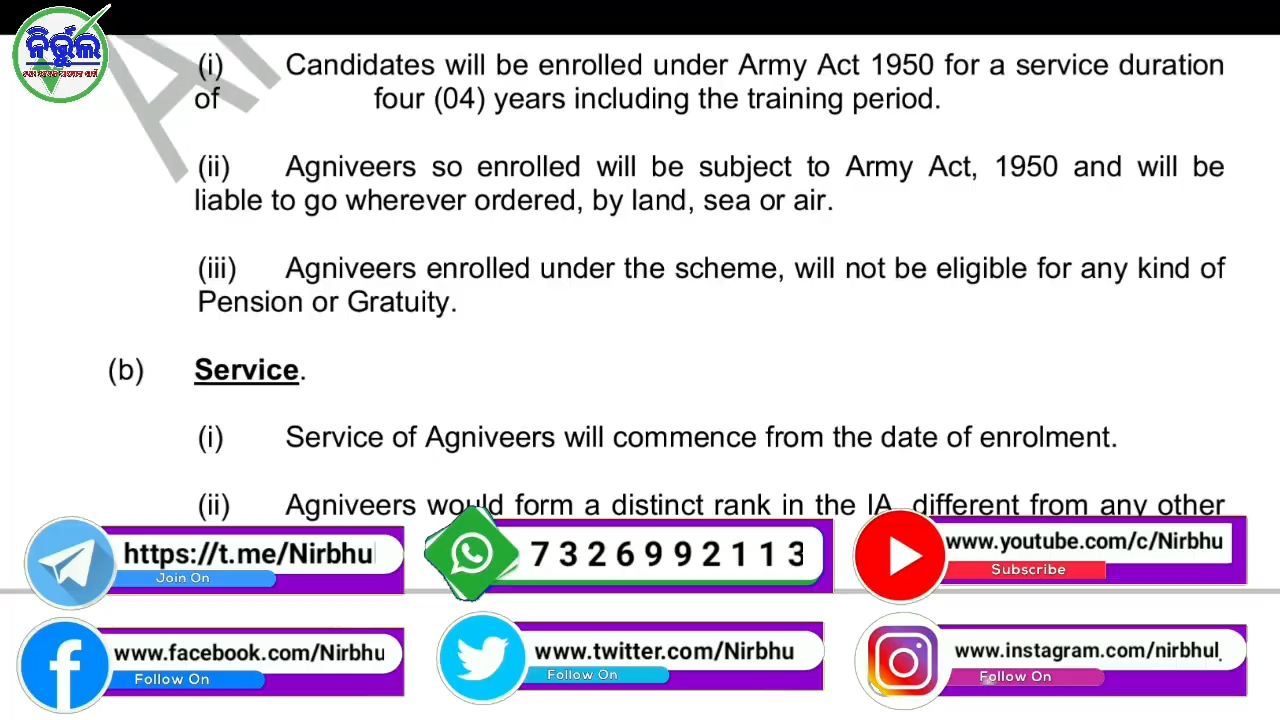 ନିର୍ଭୁଲ
(i) Candidates will be enrolled under Army Act 1950 for a service duration
of four (04) years including the training period.
(ii) Agniveers so enrolled will be subject to Army Act, 1950 and will be
liable to go wherever ordered, by land, sea or air.
(iii) Agniveers enrolled under the scheme, will not be eligible for any kind of
Pension or Gratuity.
(b) Service.
(i) Service of Agniveers will commence from the date of enrolment.
(ii) Agniveers would form a distinct rank in the IA, different from any other
https://t.me/Nirbhu
Join On
7326992113
www.youtube.com/c/Nirbhu
Subscribe
www.facebook.com/Nirbhu
Follow On
www.twitter.com/Nirbhu
Follow On
www.instagram.com/nirbhul
Follow On